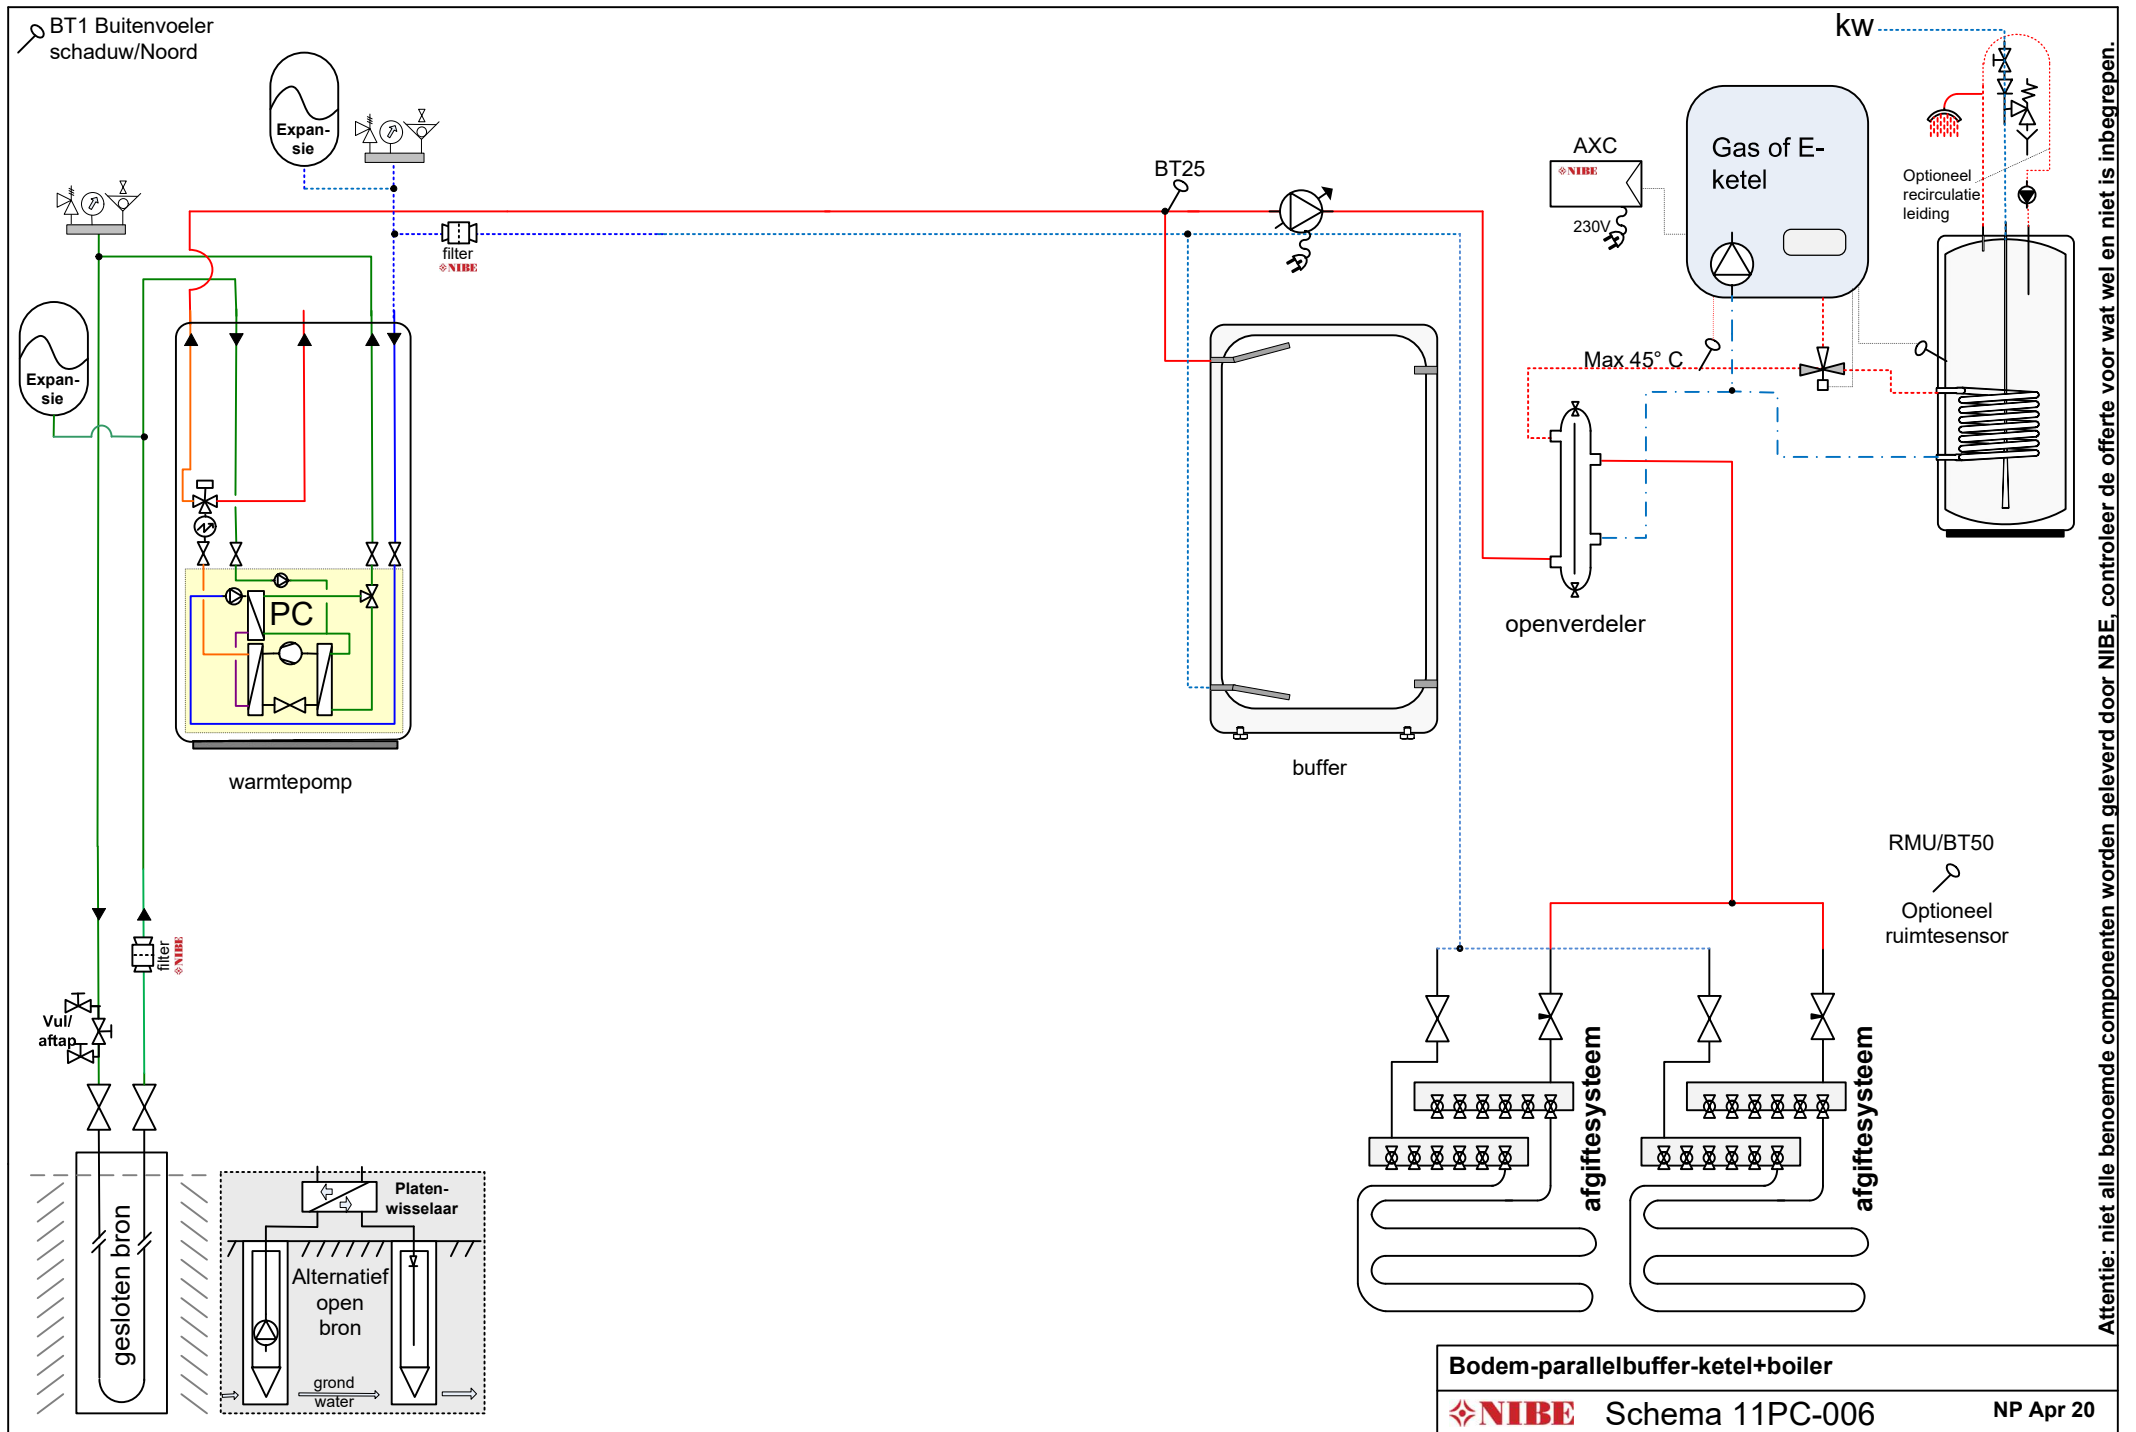 BT1 Buitenvoeler
schaduw/Noord
Expan-
sie
Expan-
sie
filter
NIBE
PC
warmtepomp
filter
NIBE
Vul/
aftap
gesloten bron
Platen-
wisselaar
Alternatief
open
bron
grond
water
BT25
buffer
AXC
NIBE
230V
Gas of E-
ketel
Max 45° C
openverdeler
kw
Optioneel
recirculatie
leiding
RMU/BT50
Optioneel
ruimtesensor
afgiftesysteem
afgiftesysteem
Attentie: niet alle benoemde componenten worden geleverd door NIBE, controleer de offerte voor wat wel en niet is inbegrepen.
Bodem-parallelbuffer-ketel+boiler
NIBE Schema 11PC-006 NP Apr 20